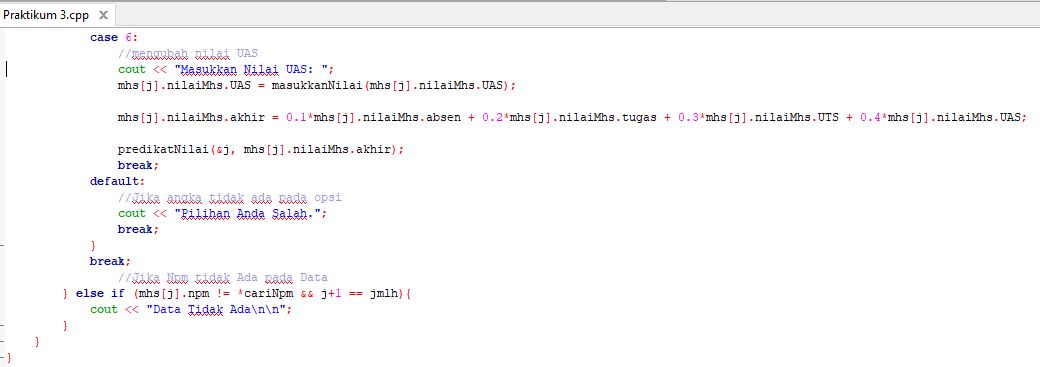 Praktikum 3.cpp X
case 6:
//mengubah nilai UAS
cout << "Masukkan Nilai UAS: ";
mhs[j].nilaiMhs.UAS = masukkanNilai(mhs[j].nilaiMhs.UAS);
mhs[j].nilaiMhs.akhir = 0.1*mhs[j].nilaiMhs.absen + 0.2*mhs[j].nilaiMhs.tugas + 0.3*mhs[j].nilaiMhs.UTS + 0.4*mhs[j].nilaiMhs.UAS;
predikatNilai(&j, mhs[j].nilaiMhs.akhir);
break;
default:
//Jika angka tidak ada pada opsi
cout << "Pilihan Anda Salah.";
break;
}
break;
//Jika Npm tidak Ada pada Data
} else if (mhs[j].npm != *cariNpm && j+1 == jmlh){
cout << "Data Tidak Ada\n\n";
}
}
}